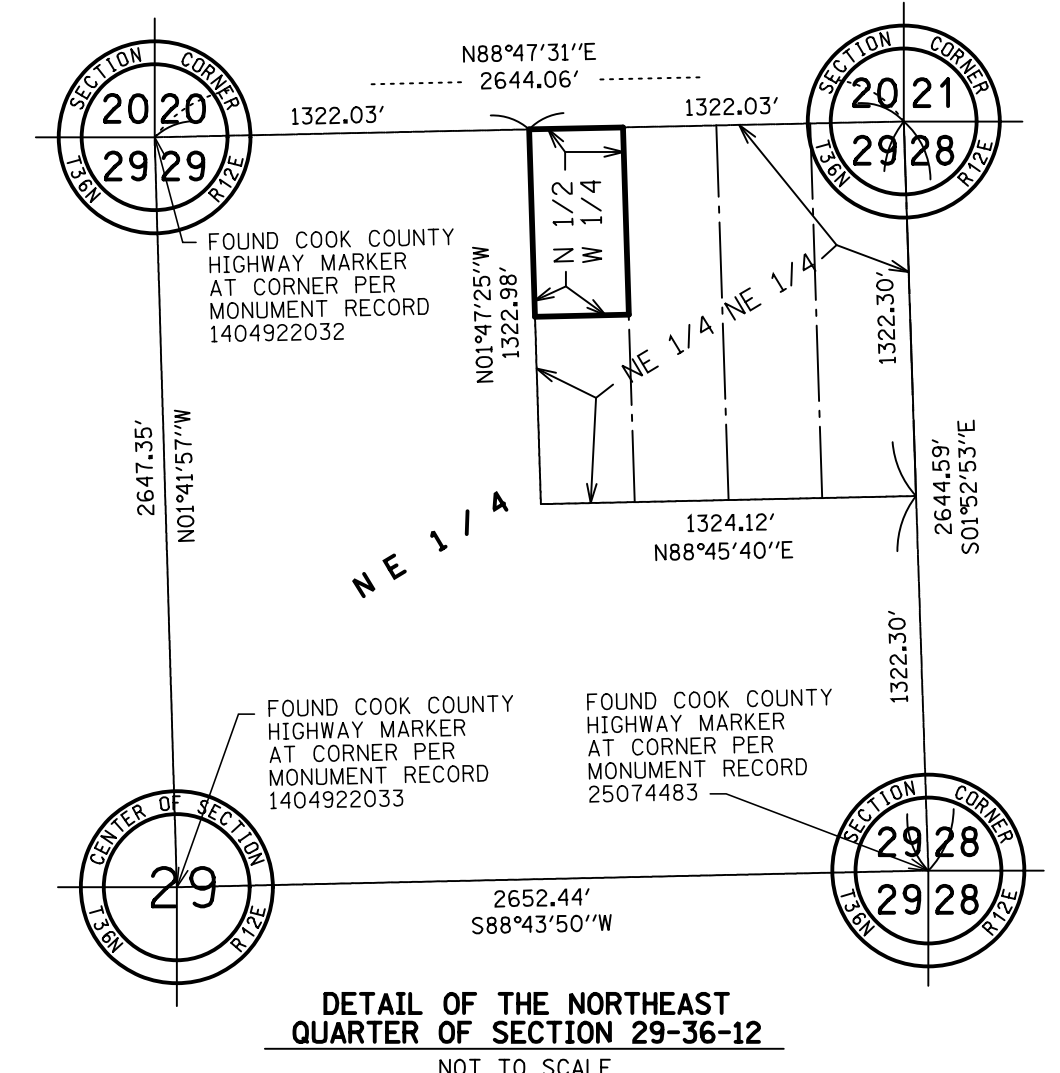 N88°47'31''E
2644.06'
1322.03'
1322.03'
SECTION CORNER
20 20
29 29
T36N R12E
SECTION CORNER
20 21
29 28
T36N R12E
FOUND COOK COUNTY
HIGHWAY MARKER
AT CORNER PER
MONUMENT RECORD
1404922032
N 1/2
W 1/4
N01°47'25''W
1322.98'
NE 1/4 NE 1/4
1322.30'
2647.35'
N01°41'57''W
2644.59'
S01°52'53''E
1324.12'
N88°45'40''E
NE 1/4
1322.30'
FOUND COOK COUNTY
HIGHWAY MARKER
AT CORNER PER
MONUMENT RECORD
1404922033
FOUND COOK COUNTY
HIGHWAY MARKER
AT CORNER PER
MONUMENT RECORD
25074483
CENTER OF SECTION
29
T36N R12E
SECTION CORNER
29 28
29 28
T36N R12E
2652.44'
S88°43'50''W
DETAIL OF THE NORTHEAST
QUARTER OF SECTION 29-36-12
NOT TO SCALE